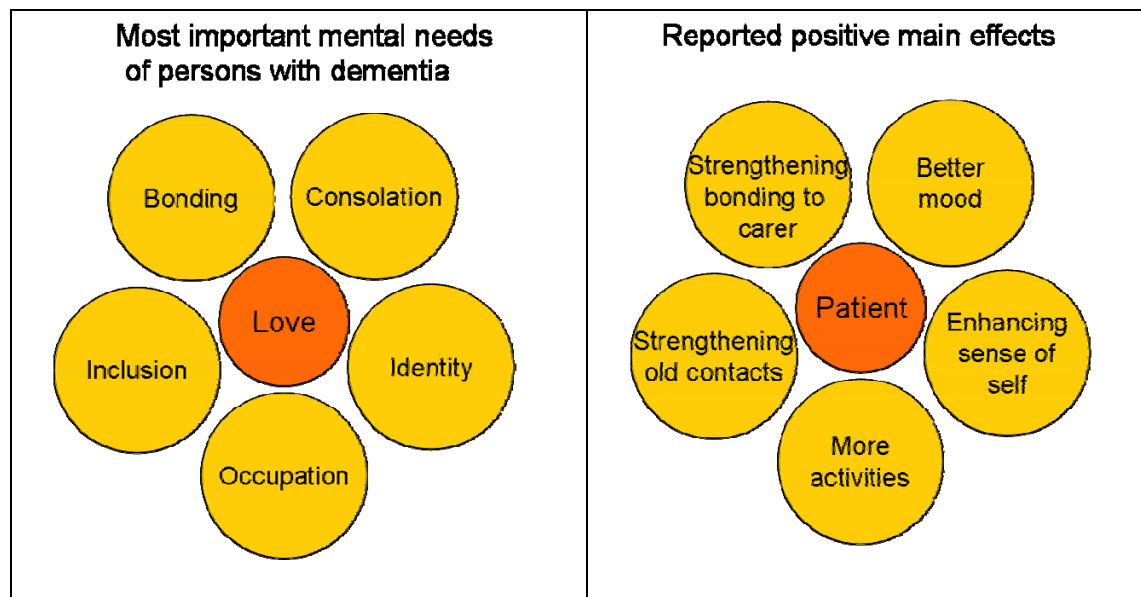 Most important mental needs
of persons with dementia
Bonding
Consolation
Love
Inclusion
Identity
Occupation
Reported positive main effects
Strengthening
bonding to
carer
Better
mood
Patient
Strengthening
old contacts
Enhancing
sense of
self
More
activities